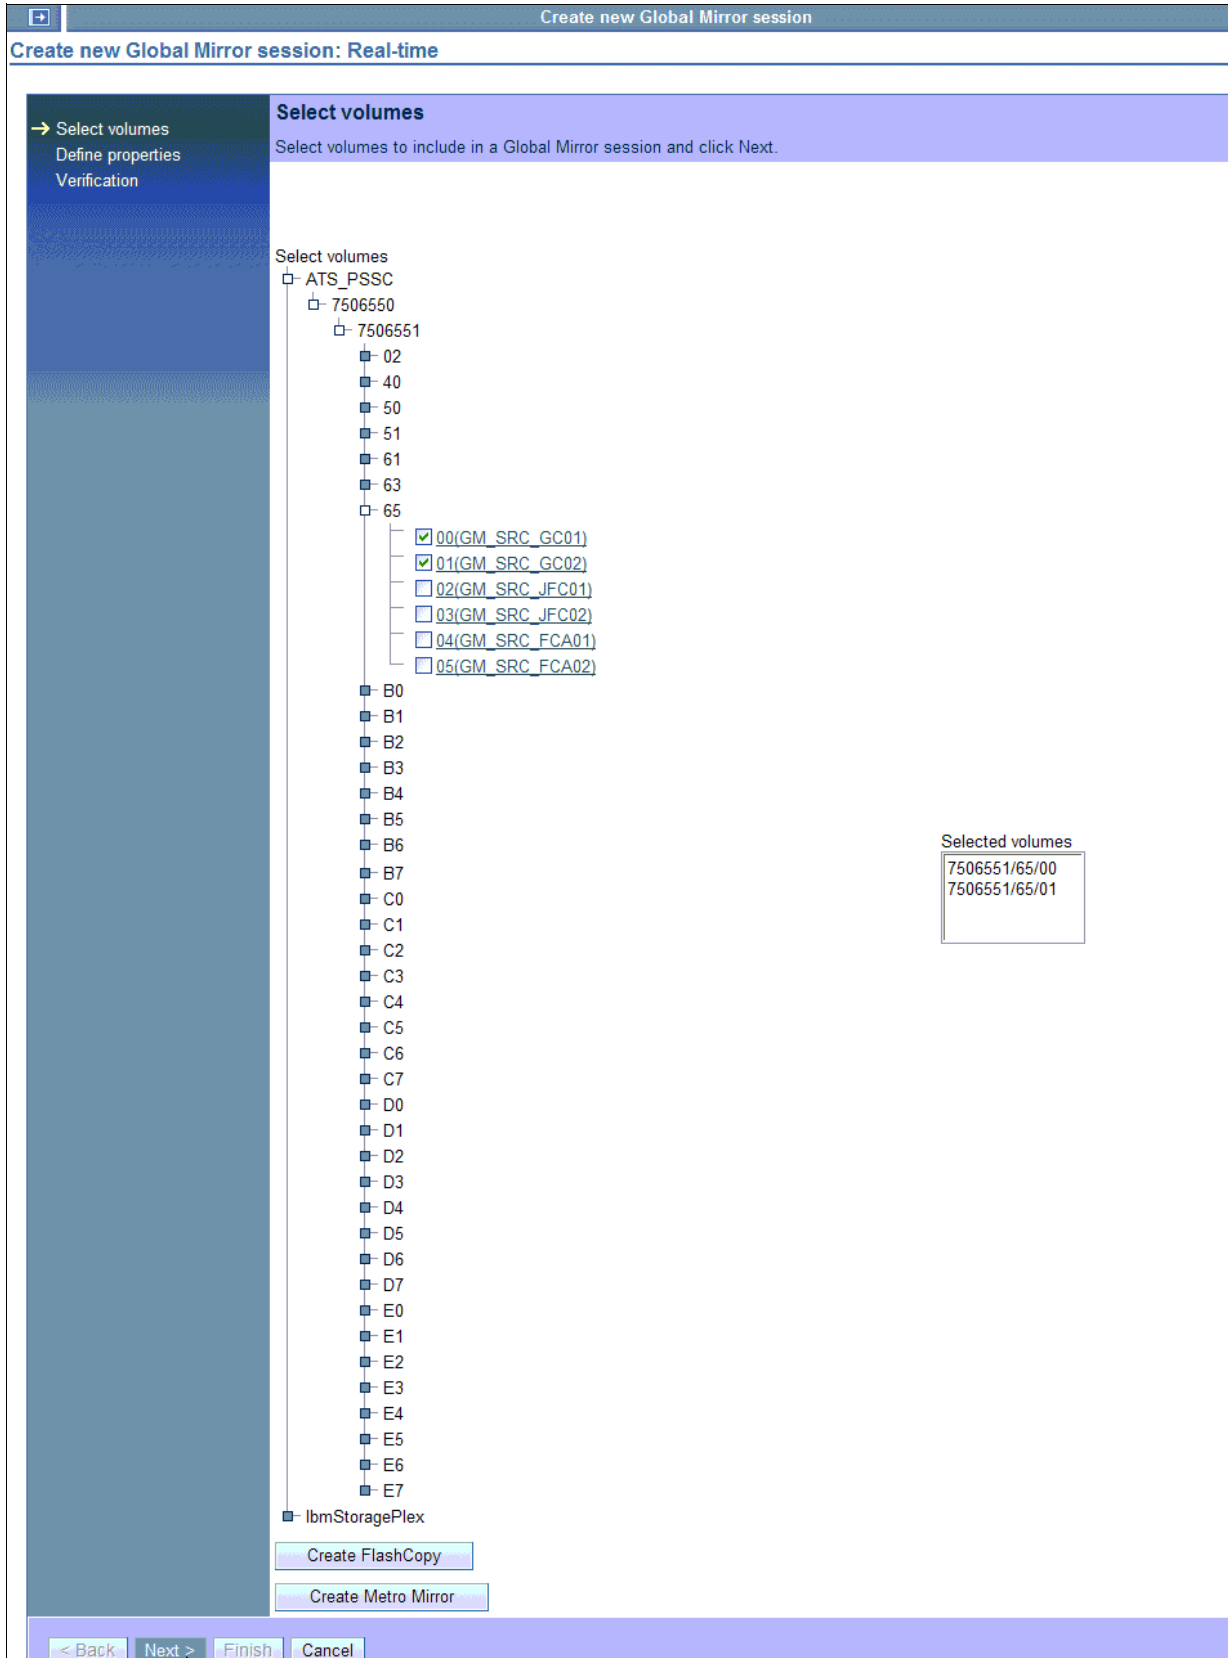 Create new Global Mirror session
Create new Global Mirror session: Real-time
Select volumes
Define properties
Verification
Select volumes
Select volumes to include in a Global Mirror session and click Next.
Select volumes
ATS_PSSC
7506550
7506551
02
40
50
51
61
63
65
00(GM_SRC_GC01)
01(GM_SRC_GC02)
02(GM_SRC_JFC01)
03(GM_SRC_JFC02)
04(GM_SRC_FCA01)
05(GM_SRC_FCA02)
B0
B1
B2
B3
B4
B5
B6
B7
C0
C1
C2
C3
C4
C5
C6
C7
D0
D1
D2
D3
D4
D5
D6
D7
E0
E1
E2
E3
E4
E5
E6
E7
IbmStoragePlex
Selected volumes
7506551/65/00
7506551/65/01
Create FlashCopy
Create Metro Mirror
< Back Next > Finish Cancel